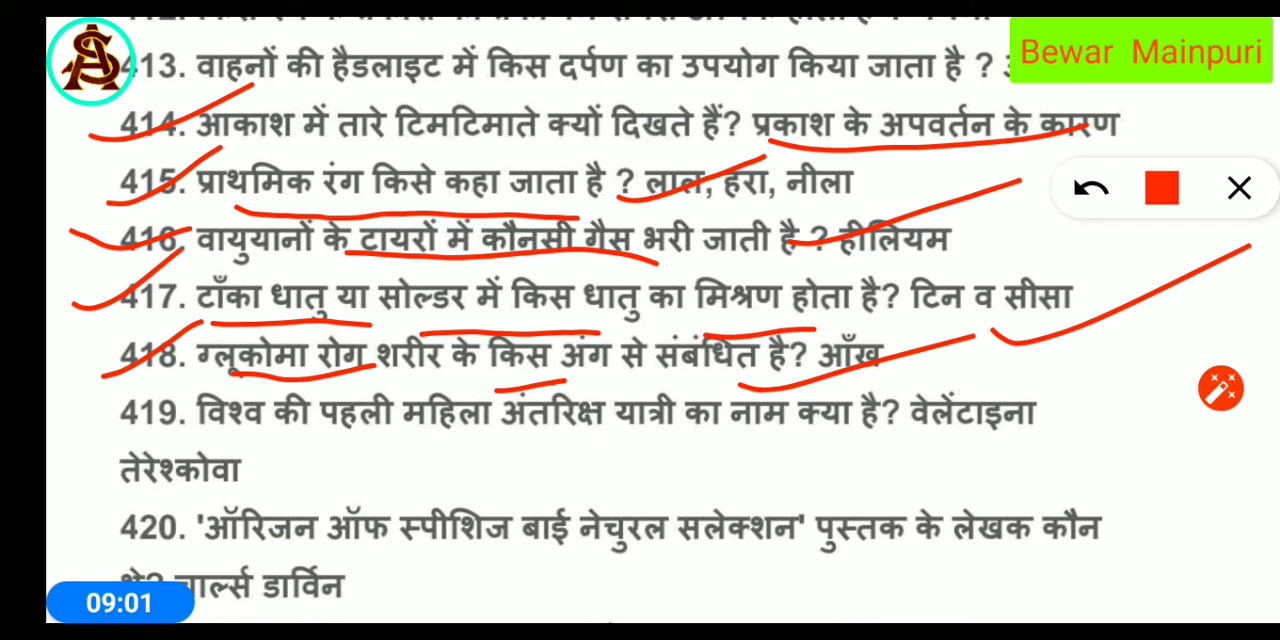 413. वाहनों की हैडलाइट में किस दर्पण का उपयोग किया जाता है ?
Bewar Mainpuri
414. आकाश में तारे टिमटिमाते क्यों दिखते हैं? प्रकाश के अपवर्तन के कारण
415. प्राथमिक रंग किसे कहा जाता है ? लाल, हरा, नीला
416. वायुयानों के टायरों में कौनसी गैस भरी जाती है ? हीलियम
417. टाँका धातु या सोल्डर में किस धातु का मिश्रण होता है? टिन व सीसा
418. ग्लूकोमा रोग शरीर के किस अंग से संबंधित है? आँख
419. विश्व की पहली महिला अंतरिक्ष यात्री का नाम क्या है? वेलेंटाइना
तेरेश्कोवा
420. 'ऑरिजन ऑफ स्पीशिज बाई नेचुरल सलेक्शन' पुस्तक के लेखक कौन
थे? चार्ल्स डार्विन
09:01